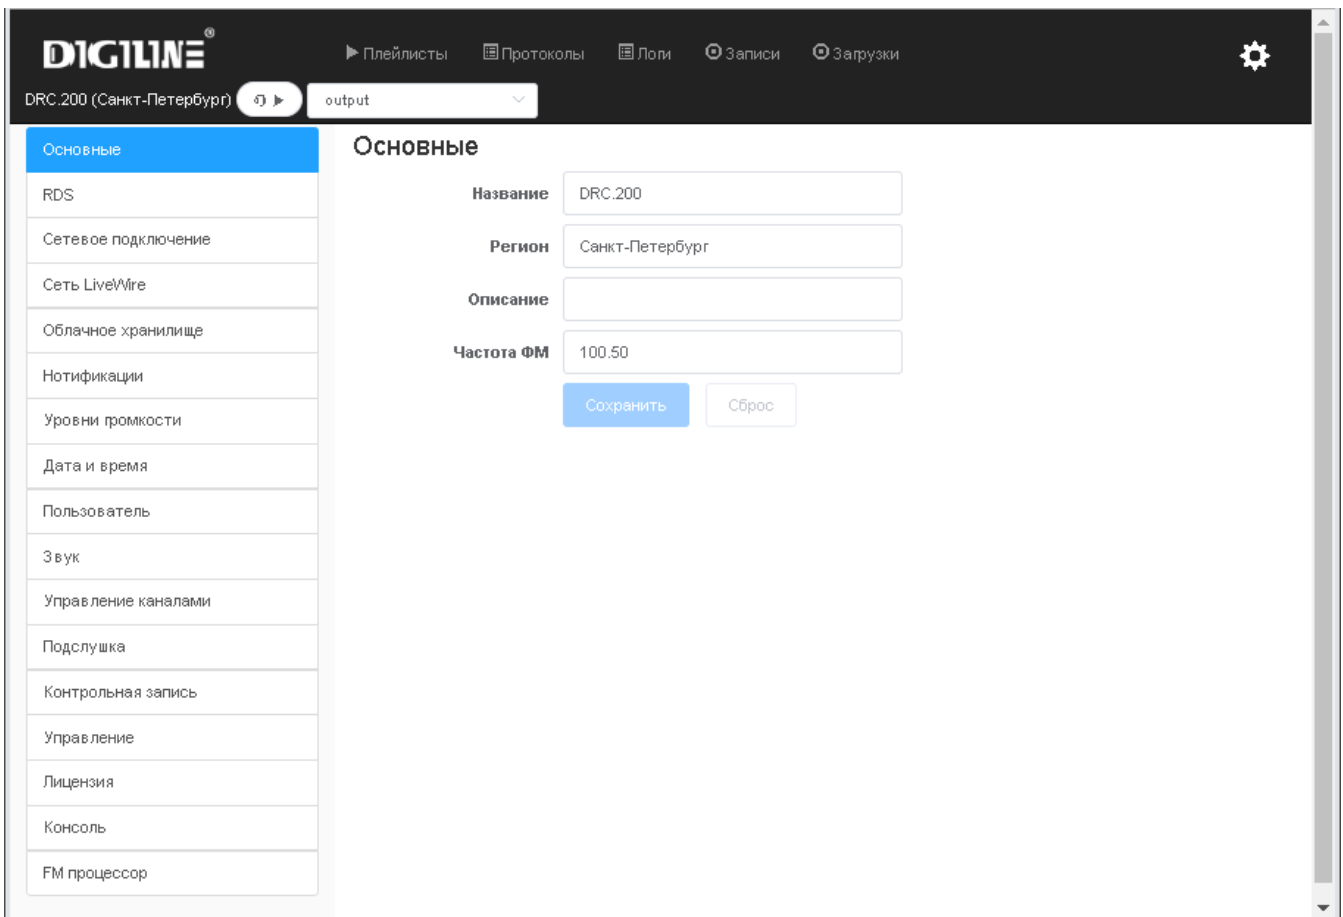 DIGILINE®
Плейлисты Протоколы Логи Записи Загрузки
DRC.200 (Санкт-Петербург) output
Основные
RDS
Сетевое подключение
Сеть LiveWire
Облачное хранилище
Нотификации
Уровни громкости
Дата и время
Пользователь
Звук
Управление каналами
Подслушка
Контрольная запись
Управление
Лицензия
Консоль
FM процессор
Основные
Название DRC.200
Регион Санкт-Петербург
Описание
Частота ФМ 100.50
Сохранить Сброс